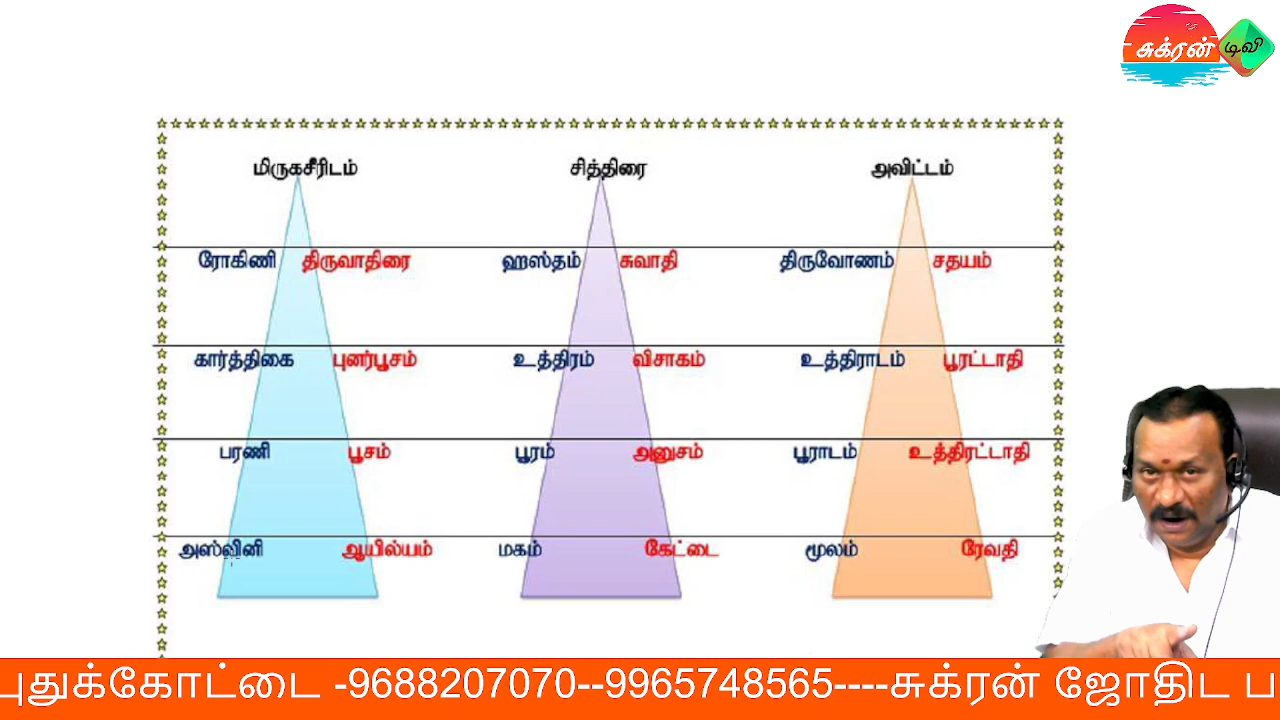 சுக்ரன் டிவி
மிருகசீரிடம் சித்திரை அவிட்டம்
ரோகிணி திருவாதிரை ஹஸ்தம் சுவாதி திருவோணம் சதயம்
கார்த்திகை புனர்பூசம் உத்திரம் விசாகம் உத்திராடம் பூரட்டாதி
பரணி பூசம் பூரம் அனுசம் பூராடம் உத்திரட்டாதி
அஸ்வினி ஆயில்யம் மகம் கேட்டை மூலம் ரேவதி
புதுக்கோட்டை -9688207070--9965748565----சுக்ரன் ஜோதிட ப